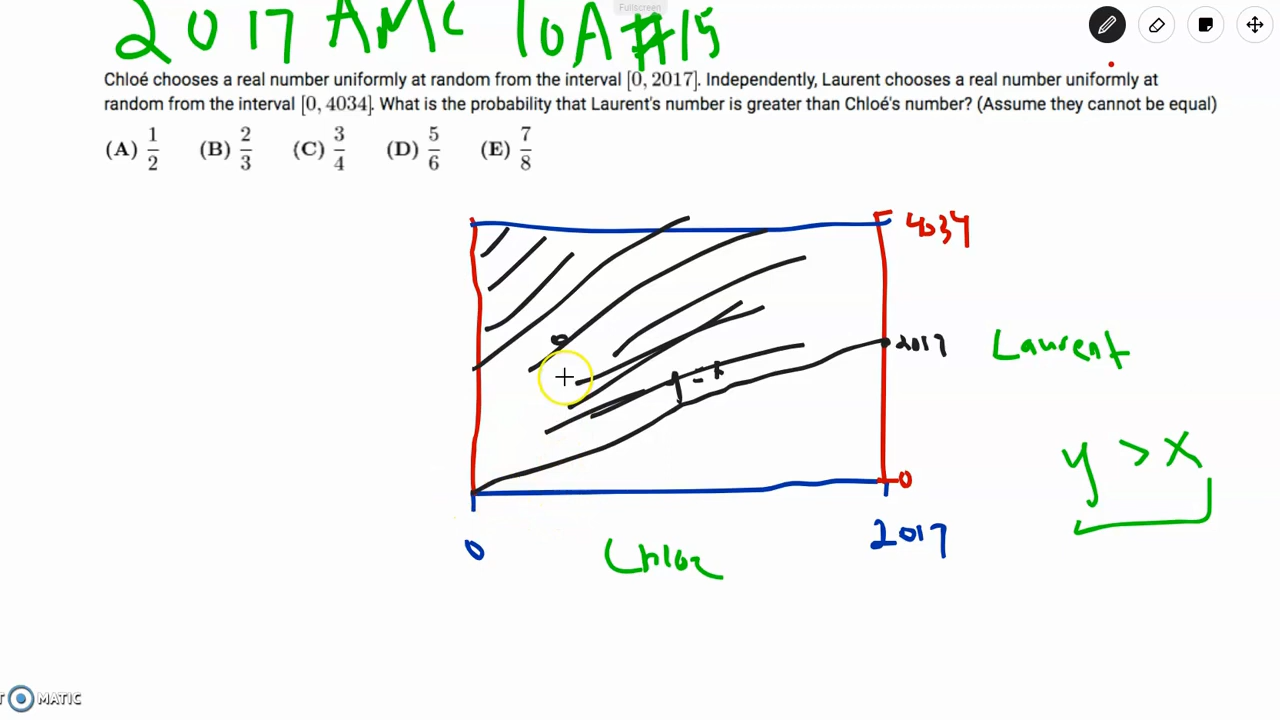 Fullscreen
2017 AMC 10A #15
Chloé chooses a real number uniformly at random from the interval [0, 2017]. Independently, Laurent chooses a real number uniformly at
random from the interval [0, 4034]. What is the probability that Laurent's number is greater than Chloé's number? (Assume they cannot be equal)
(A) 1/2 (B) 2/3 (C) 3/4 (D) 5/6 (E) 7/8
4034
2017 Laurent
y=x
y > x
0
0 2017
Chloe
MATIC